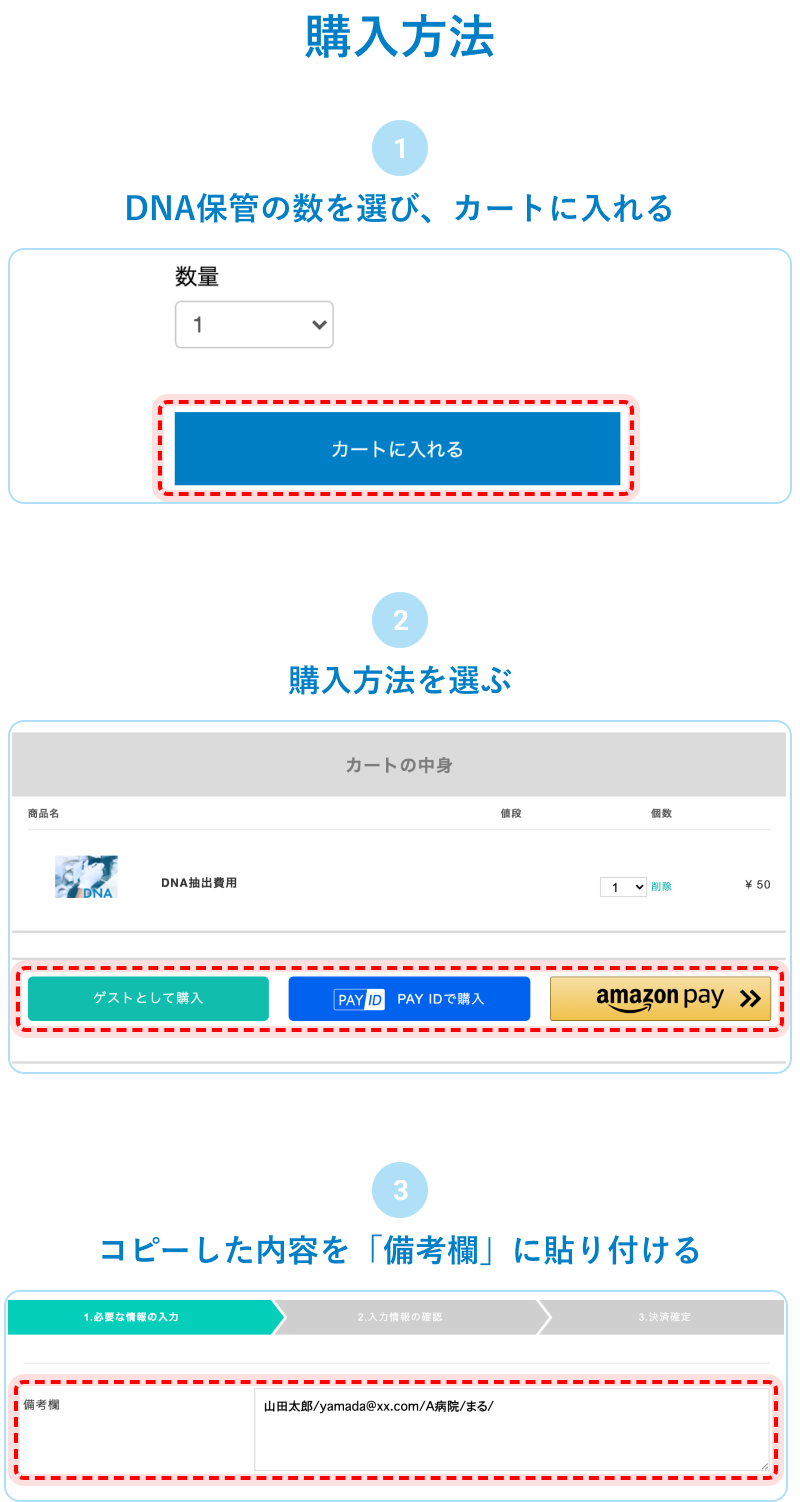 購入方法
1
DNA保管の数を選び、カートに入れる
数量
1
カートに入れる
2
購入方法を選ぶ
カートの中身
商品名 値段 個数
DNA
DNA抽出費用 1 削除 ¥ 50
ゲストとして購入 PAY ID PAY IDで購入 amazon pay
3
コピーした内容を「備考欄」に貼り付ける
1.必要な情報の入力 2.入力情報の確認 3.決済確定
備考欄 山田太郎/yamada@xx.com/A病院/まる/